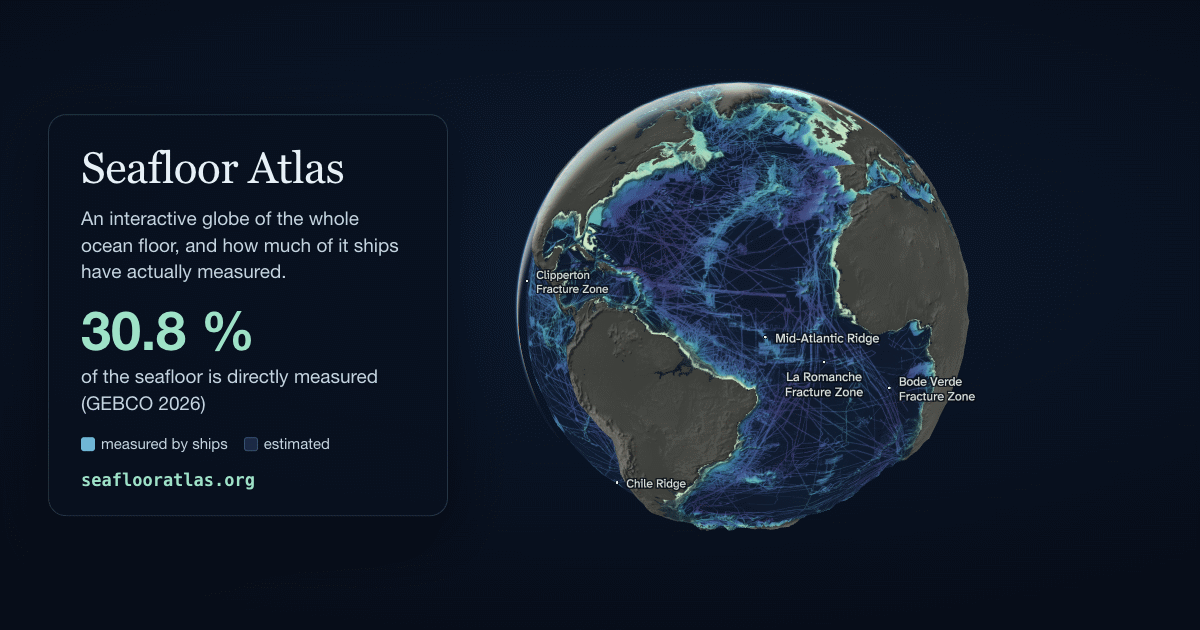 Seafloor Atlas
An interactive globe of the whole
ocean floor, and how much of it ships
have actually measured.
30.8 %
of the seafloor is directly measured
(GEBCO 2026)
measured by ships
estimated
seaflooratlas.org
Clipperton
Fracture Zone
Mid-Atlantic Ridge
La Romanche
Fracture Zone
Bode Verde
Fracture Zone
Chile Ridge